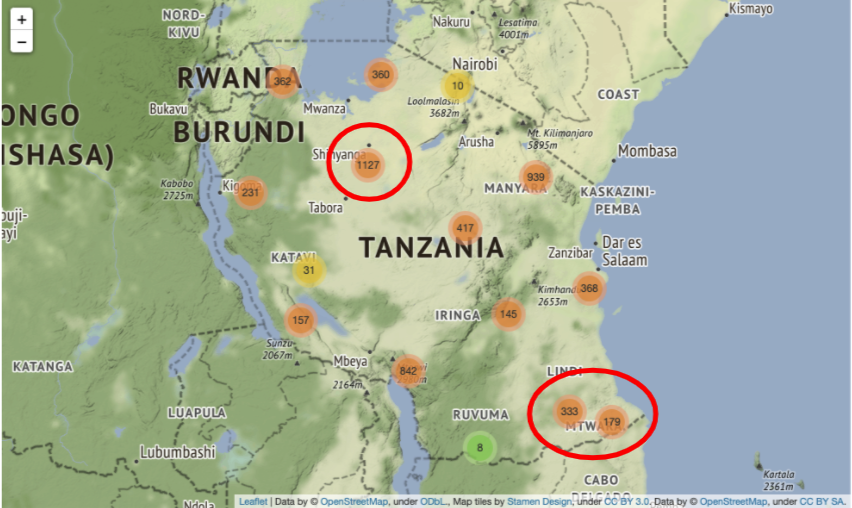 +
−
NORD-
KIVU
Nakuru
Lesatima
4001m
Kismayo
RWANDA
362
360
Nairobi
10
COAST
ONGO
Bukavu
Mwanza
Loolmalasin
3682m
ISHASA)
BURUNDI
Shinyanga
1127
Arusha
Mt. Kilimanjaro
5895m
Mombasa
Kabobo
2725m
Kigoma
231
939
MANYARA
KASKAZINI-
PEMBA
Tabora
buji-
ayi
417
TANZANIA
Zanzibar
Dar es
Salaam
KATAVI
31
2653m
368
157
IRINGA
145
Sunzu
2067m
KATANGA
Mbeya
2164m
842
LINDI
LUAPULA
RUVUMA
333
179
MTWARA
8
Lubumbashi
CABO
DELGADO
Kartala
2361m
Ndola
Leaflet | Data by © OpenStreetMap, under ODbL., Map tiles by Stamen Design, under CC BY 3.0. Data by © OpenStreetMap, under CC BY SA.